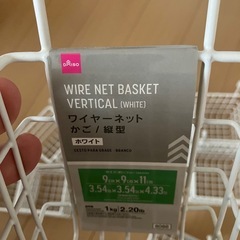 DAISO
WIRE NET BASKET
VERTICAL (WHITE)
ワイヤーネット
かご/縦型
ホワイト
9cm×9cm×11cm
3.54in×3.54in×4.33in
1kg/2.20lb